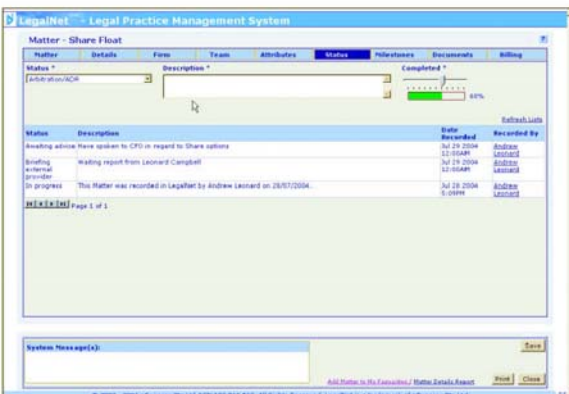 LegalNet - Legal Practice Management System
Matter - Share Float
Matter Details Firm Team Attributes Status Milestones Documents Billing
Status * Description * Completed *
Arbitration/ADR
60%
Refresh Lists
Status Description Date Recorded Recorded By
Awaiting advice Have spoken to CFO in regard to Share options Jul 29 2004 12:00AM Andrew Leonard
Briefing external provider Waiting report from Leonard Campbell Jul 29 2004 12:00AM Andrew Leonard
In progress This Matter was recorded in LegalNet by Andrew Leonard on 28/07/2004. Jul 28 2004 5:09PM Andrew Leonard
Page 1 of 1
System Message(s):
Save
Add Matter to My Favourites / Matter Details Report
Print Close